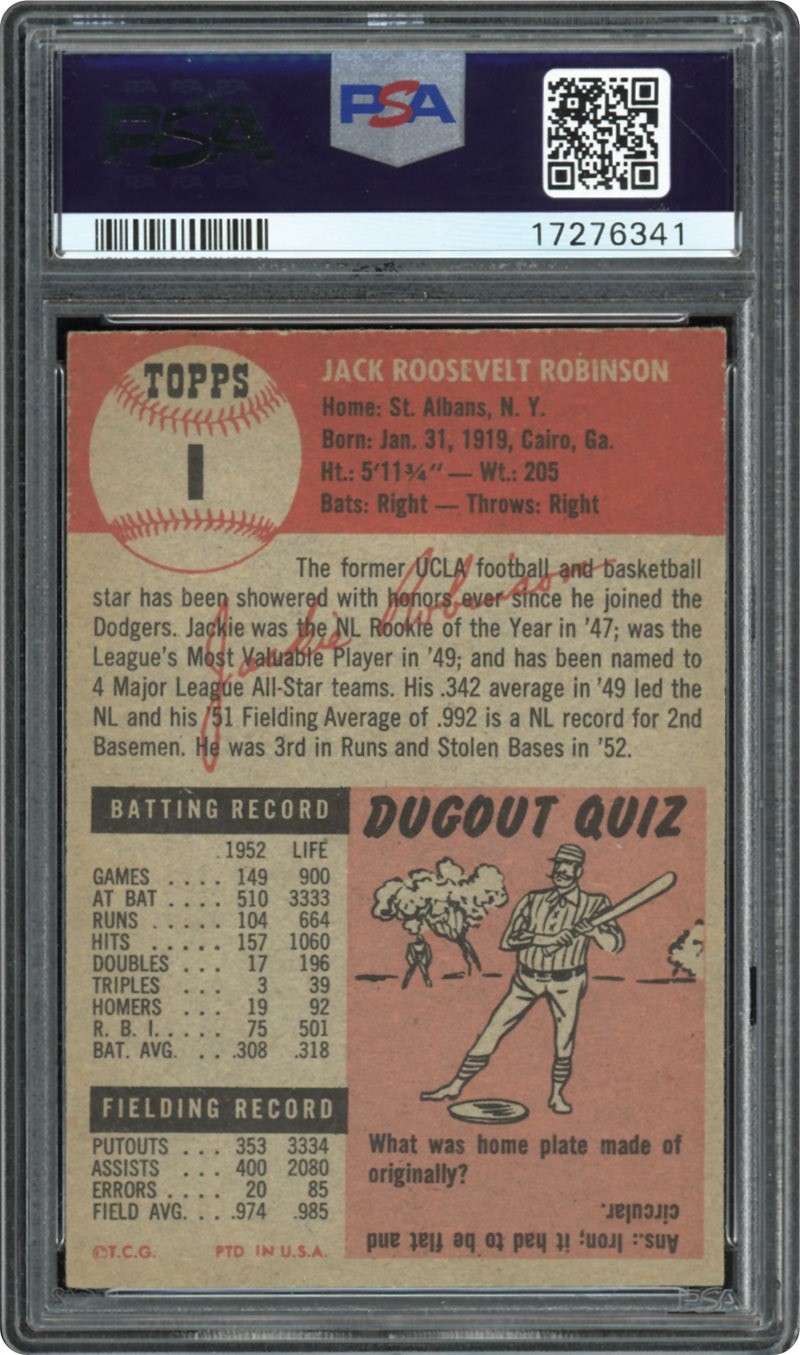 PSA
PSA
17276341
TOPPS
1
JACK ROOSEVELT ROBINSON
Home: St. Albans, N. Y.
Born: Jan. 31, 1919, Cairo, Ga.
Ht.: 5'11¾" — Wt.: 205
Bats: Right — Throws: Right
The former UCLA football and basketball
star has been showered with honors ever since he joined the
Dodgers. Jackie was the NL Rookie of the Year in '47; was the
League's Most Valuable Player in '49; and has been named to
4 Major League All-Star teams. His .342 average in '49 led the
NL and his '51 Fielding Average of .992 is a NL record for 2nd
Basemen. He was 3rd in Runs and Stolen Bases in '52.
Jackie Robinson
BATTING RECORD
1952 LIFE
GAMES .... 149 900
AT BAT .... 510 3333
RUNS ..... 104 664
HITS ..... 157 1060
DOUBLES ... 17 196
TRIPLES ... 3 39
HOMERS ... 19 92
R. B. I. .... 75 501
BAT. AVG. ... .308 .318
FIELDING RECORD
PUTOUTS ... 353 3334
ASSISTS ... 400 2080
ERRORS .... 20 85
FIELD AVG. ... .974 .985
©T.C.G. PTD IN U.S.A.
DUGOUT QUIZ
What was home plate made of
originally?
Ans.: Iron; it had to be flat and
circular.
PSA